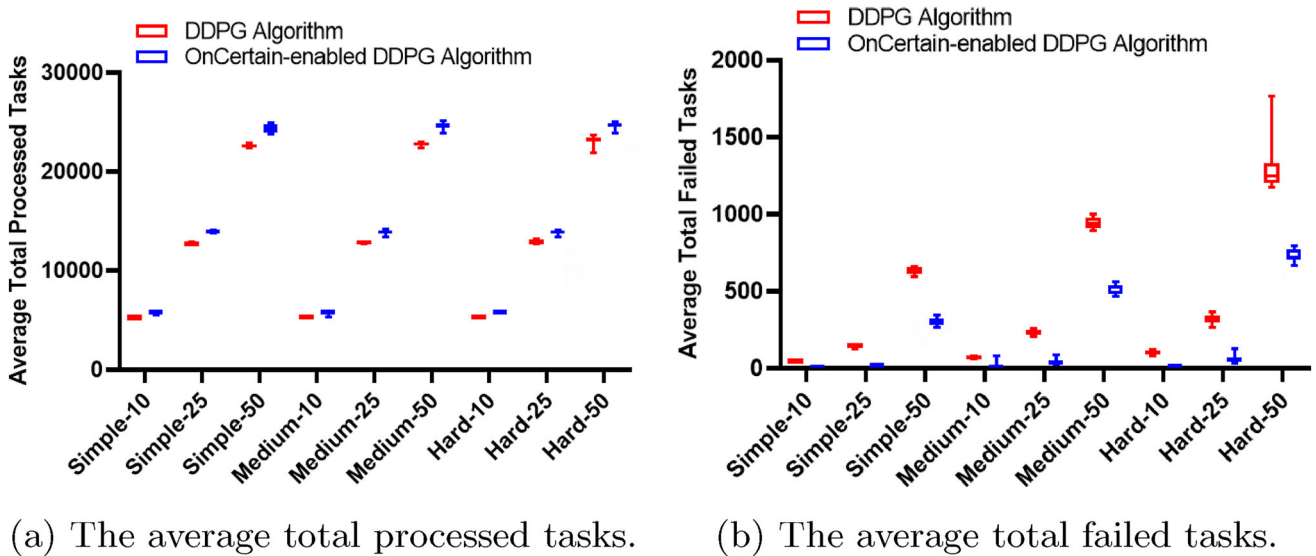 DDPG Algorithm
OnCertain-enabled DDPG Algorithm
Average Total Processed Tasks
30000
20000
10000
0
Simple-10
Simple-25
Simple-50
Medium-10
Medium-25
Medium-50
Hard-10
Hard-25
Hard-50
(a) The average total processed tasks.
DDPG Algorithm
OnCertain-enabled DDPG Algorithm
Average Total Failed Tasks
2000
1500
1000
500
0
Simple-10
Simple-25
Simple-50
Medium-10
Medium-25
Medium-50
Hard-10
Hard-25
Hard-50
(b) The average total failed tasks.